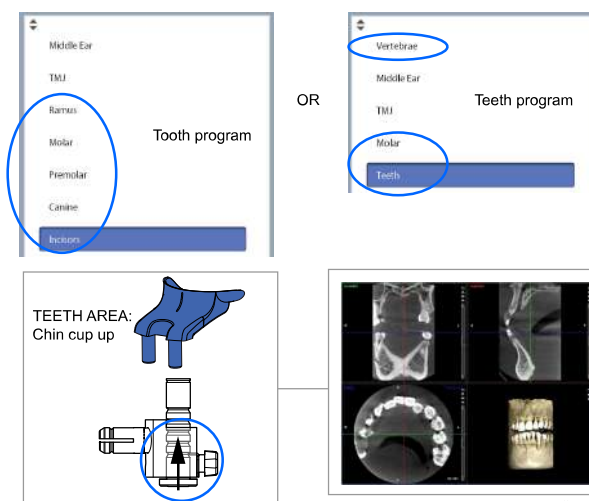 Middle Ear
TMJ
Ramus
Molar
Premolar
Canine
Incisors
Tooth program
OR
Vertebrae
Middle Ear
TMJ
Molar
Teeth
Teeth program
TEETH AREA:
Chin cup up